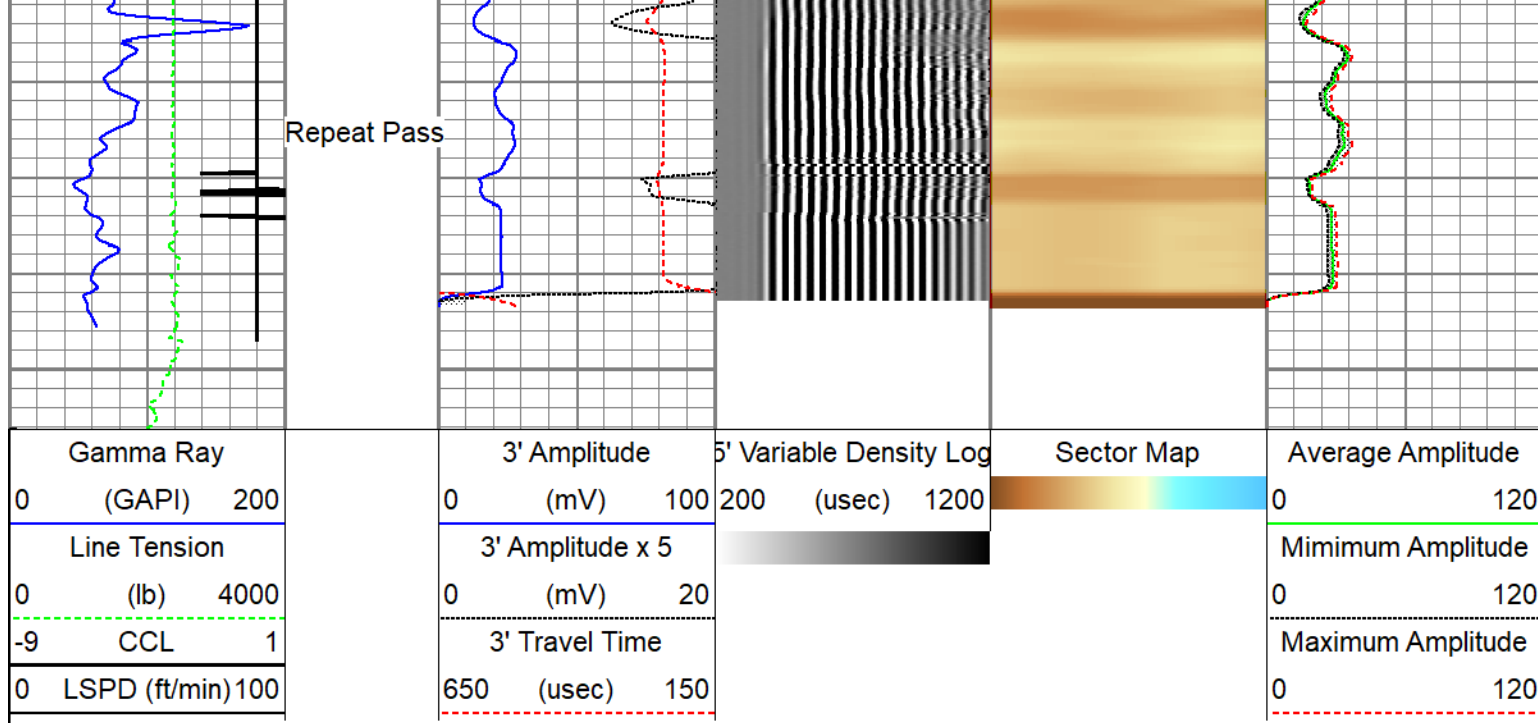 Repeat Pass
Gamma Ray
0 (GAPI) 200
Line Tension
0 (lb) 4000
-9 CCL 1
0 LSPD (ft/min) 100
3' Amplitude
0 (mV) 100
3' Amplitude x 5
0 (mV) 20
3' Travel Time
650 (usec) 150
5' Variable Density Log
200 (usec) 1200
Sector Map
Average Amplitude
0 120
Mimimum Amplitude
0 120
Maximum Amplitude
0 120